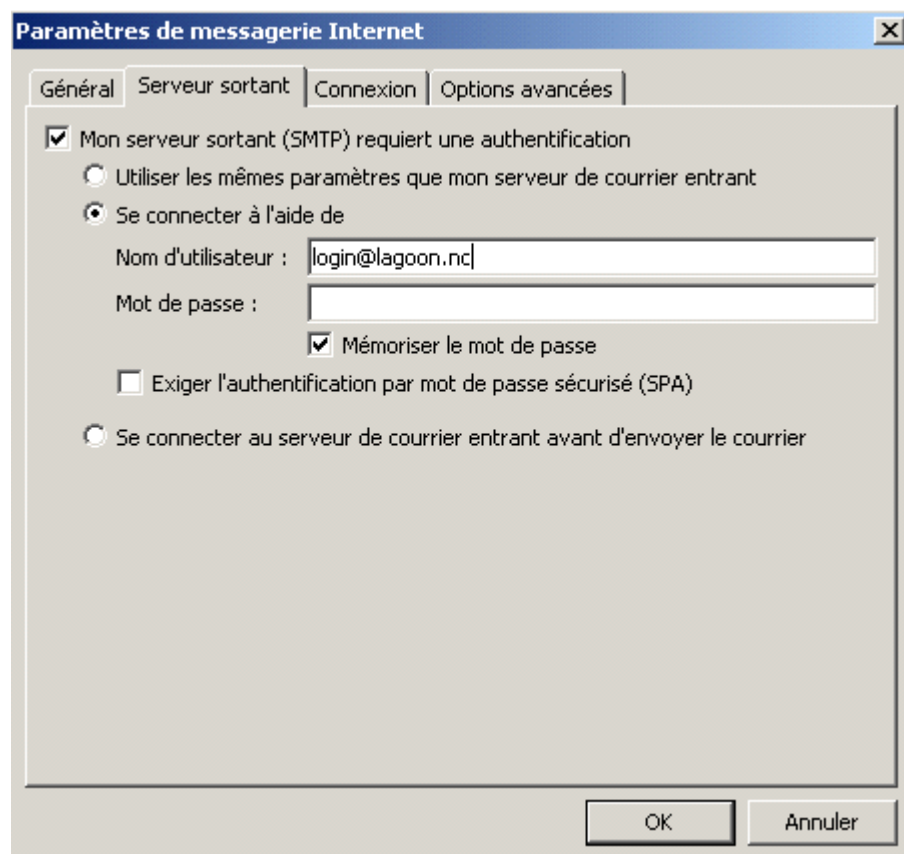 Paramètres de messagerie Internet
Général Serveur sortant Connexion Options avancées
Mon serveur sortant (SMTP) requiert une authentification
Utiliser les mêmes paramètres que mon serveur de courrier entrant
Se connecter à l'aide de
Nom d'utilisateur : login@lagoon.nc
Mot de passe :
Mémoriser le mot de passe
Exiger l'authentification par mot de passe sécurisé (SPA)
Se connecter au serveur de courrier entrant avant d'envoyer le courrier
OK Annuler